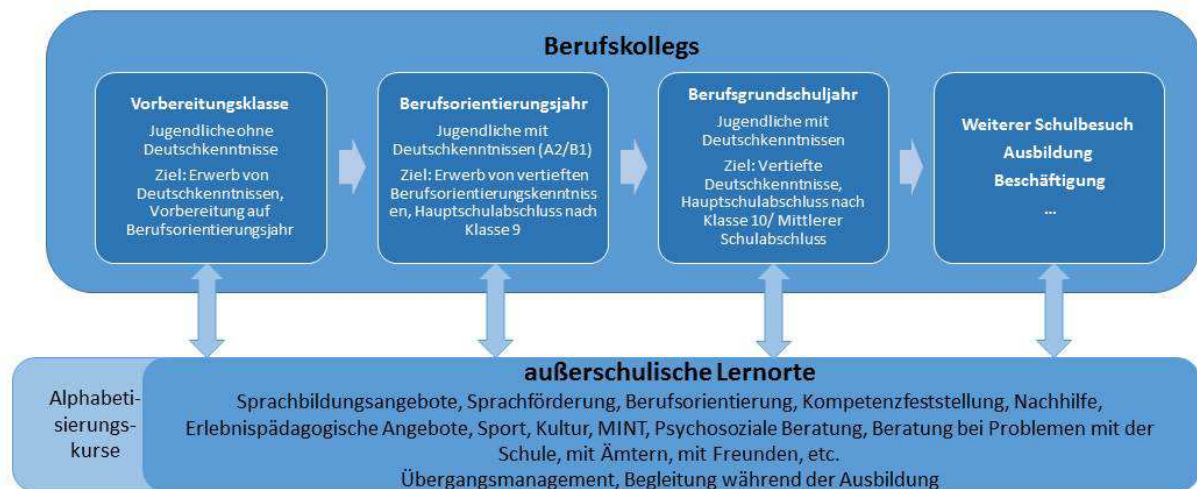 Berufskollegs
Vorbereitungsklasse
Jugendliche ohne
Deutschkenntnisse
Ziel: Erwerb von
Deutschkenntnissen,
Vorbereitung auf
Berufsorientierungsjahr
Berufsorientierungsjahr
Jugendliche mit
Deutschkenntnissen (A2/B1)
Ziel: Erwerb von vertieften
Berufsorientierungskenntniss
en, Hauptschulabschluss nach
Klasse 9
Berufsgrundschuljahr
Jugendliche mit
Deutschkenntnissen
Ziel: Vertiefte
Deutschkenntnisse,
Hauptschulabschluss nach
Klasse 10/ Mittlerer
Schulabschluss
Weiterer Schulbesuch
Ausbildung
Beschäftigung
...
Alphabeti-
sierungs-
kurse
außerschulische Lernorte
Sprachbildungsangebote, Sprachförderung, Berufsorientierung, Kompetenzfeststellung, Nachhilfe,
Erlebnispädagogische Angebote, Sport, Kultur, MINT, Psychosoziale Beratung, Beratung bei Problemen mit der
Schule, mit Ämtern, mit Freunden, etc.
Übergangsmanagement, Begleitung während der Ausbildung